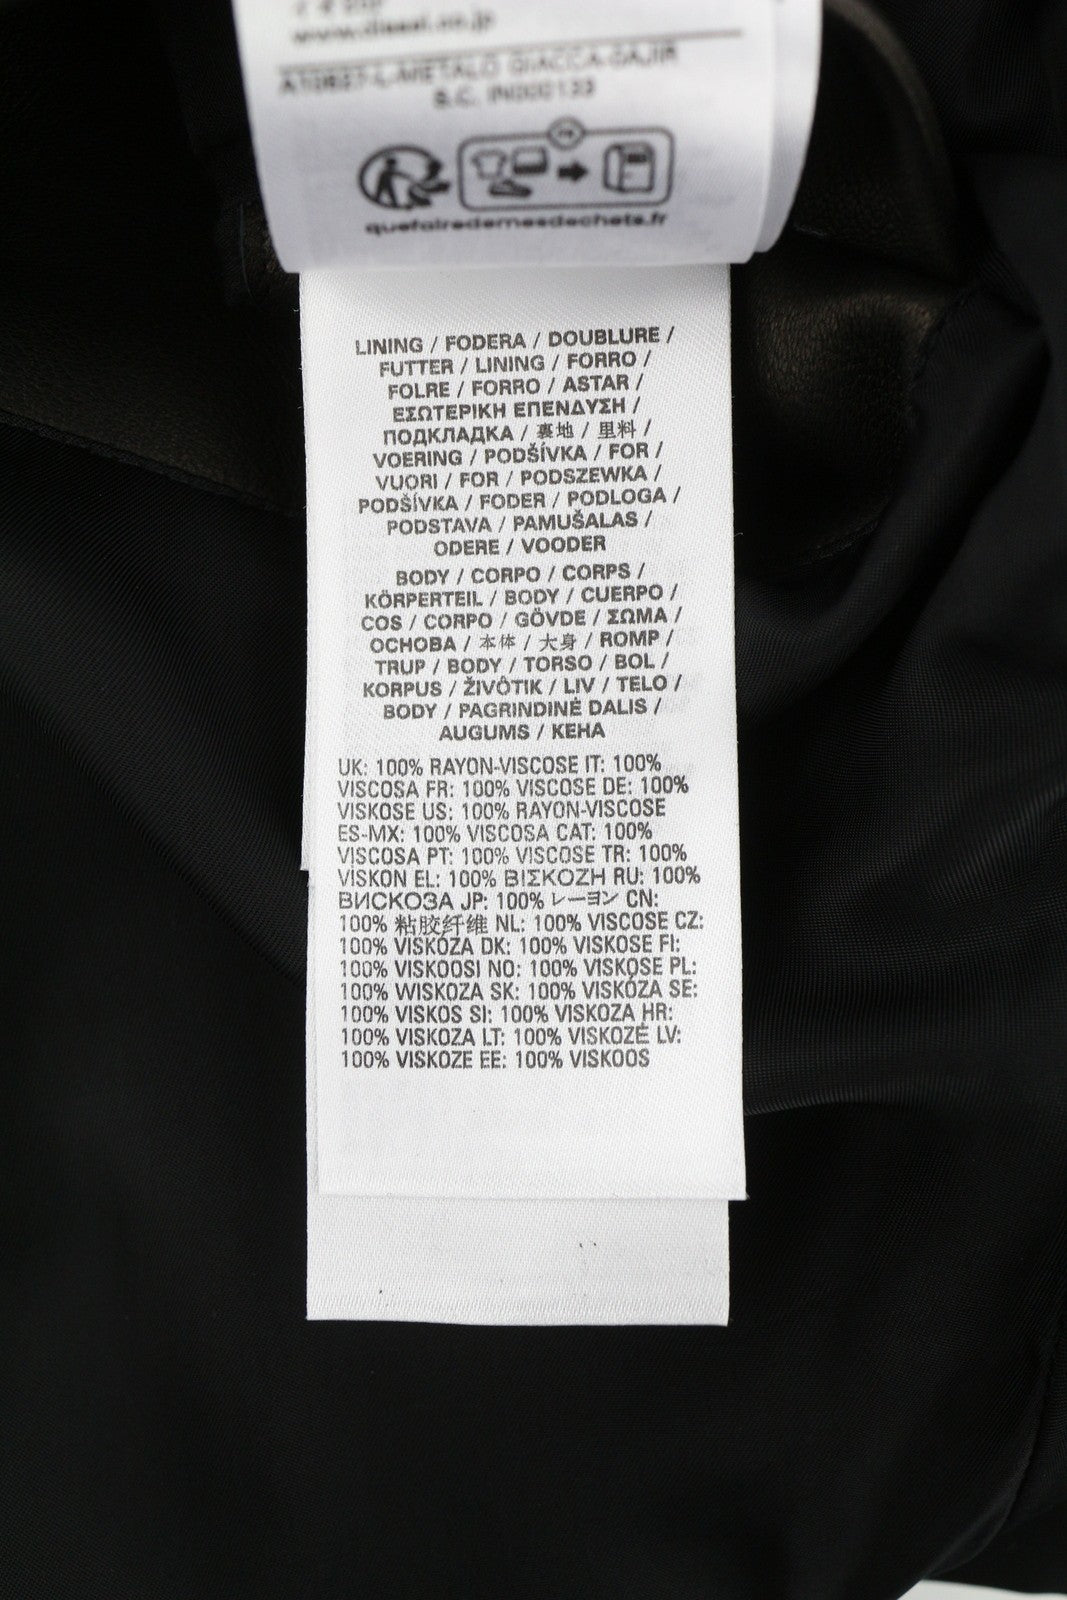 www.diesel.co.jp
A10627-L-METALO GIACCA-0AJIR
S.C. IN000133
FR
quefairedemesdechets.fr
LINING / FODERA / DOUBLURE /
FUTTER / LINING / FORRO /
FOLRE / FORRO / ASTAR /
ΕΣΩΤΕΡΙΚΗ ΕΠΕΝΔΥΣΗ /
ПОДКЛАДКА / 裏地 / 里料 /
VOERING / PODŠÍVKA / FOR /
VUORI / FOR / PODSZEWKA /
PODŠÍVKA / FODER / PODLOGA /
PODSTAVA / PAMUŠALAS /
ODERE / VOODER
BODY / CORPO / CORPS /
KÖRPERTEIL / BODY / CUERPO /
COS / CORPO / GÖVDE / ΣΩΜΑ /
ОСНОВА / 本体 / 大身 / ROMP /
TRUP / BODY / TORSO / BOL /
KORPUS / ŽIVÔTIK / LIV / TELO /
BODY / PAGRINDINĖ DALIS /
AUGUMS / KEHA
UK: 100% RAYON-VISCOSE IT: 100%
VISCOSA FR: 100% VISCOSE DE: 100%
VISKOSE US: 100% RAYON-VISCOSE
ES-MX: 100% VISCOSA CAT: 100%
VISCOSA PT: 100% VISCOSE TR: 100%
VİSKON EL: 100% ΒΙΣΚΟΖΗ RU: 100%
ВИСКОЗА JP: 100% レーヨン CN:
100% 粘胶纤维 NL: 100% VISCOSE CZ:
100% VISKÓZA DK: 100% VISKOSE FI:
100% VISKOOSI NO: 100% VISKOSE PL:
100% WISKOZA SK: 100% VISKÓZA SE:
100% VISKOS SI: 100% VISKOZA HR:
100% VISKOZA LT: 100% VISKOZĖ LV:
100% VISKOZE EE: 100% VISKOOS